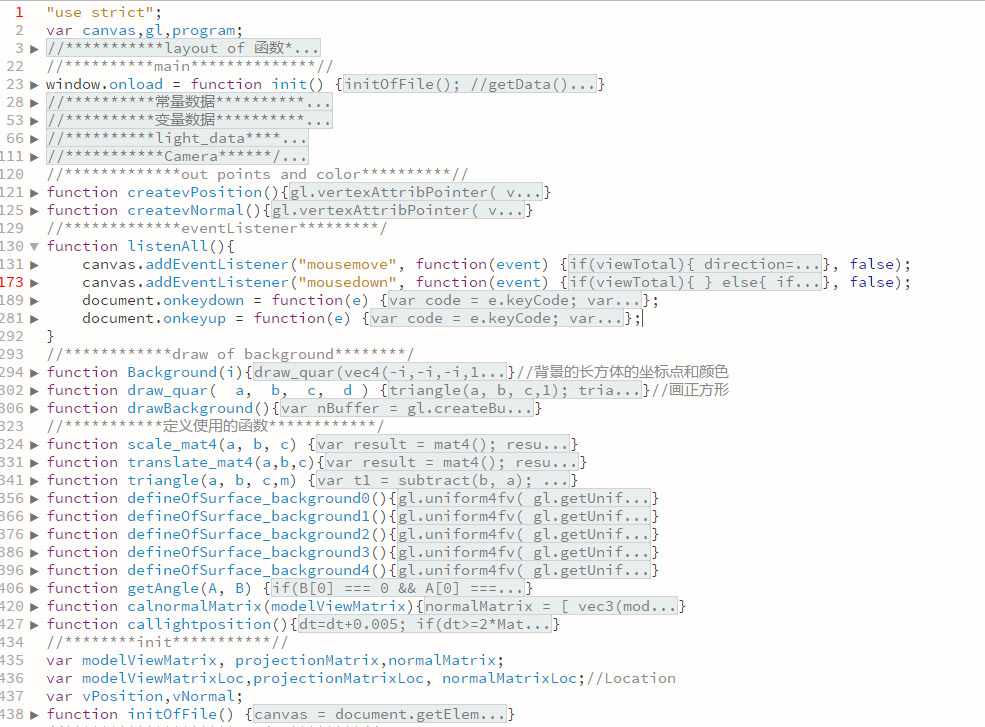 1 "use strict";
2 var canvas,gl,program;
3 //***********layout of 函数*...
22 //**********main**************//
23 window.onload = function init() {initOfFile(); //getData()...}
28 //**********常量数据**********...
53 //**********变量数据**********...
66 //**********light_data****...
111 //***********Camera******/...
120 //*************out points and color**********//
121 function createvPosition(){gl.vertexAttribPointer( v...}
125 function createvNormal(){gl.vertexAttribPointer( v...}
129 //*************eventListener*********/
130 function listenAll(){
131 canvas.addEventListener("mousemove", function(event) {if(viewTotal){ direction=...}, false);
173 canvas.addEventListener("mousedown", function(event) {if(viewTotal){ } else{ if...}, false);
189 document.onkeydown = function(e) {var code = e.keyCode; var...};
281 document.onkeyup = function(e) {var code = e.keyCode; var...};
292 }
293 //************draw of background********/
294 function Background(i){draw_quar(vec4(-i,-i,-i,1...}//背景的长方体的坐标点和颜色
302 function draw_quar( a, b, c, d ) {triangle(a, b, c,1); tria...}//画正方形
306 function drawBackground(){var nBuffer = gl.createBu...}
323 //***********定义使用的函数************/
324 function scale_mat4(a, b, c) {var result = mat4(); resu...}
331 function translate_mat4(a,b,c){var result = mat4(); resu...}
341 function triangle(a, b, c,m) {var t1 = subtract(b, a); ...}
356 function defineOfSurface_background0(){gl.uniform4fv( gl.getUnif...}
366 function defineOfSurface_background1(){gl.uniform4fv( gl.getUnif...}
376 function defineOfSurface_background2(){gl.uniform4fv( gl.getUnif...}
386 function defineOfSurface_background3(){gl.uniform4fv( gl.getUnif...}
396 function defineOfSurface_background4(){gl.uniform4fv( gl.getUnif...}
406 function getAngle(A, B) {if(B[0] === 0 && A[0] ===...}
420 function calnormalMatrix(modelViewMatrix){normalMatrix = [ vec3(mod...}
427 function callightposition(){dt=dt+0.005; if(dt>=2*Mat...}
434 //********init***********//
435 var modelViewMatrix, projectionMatrix,normalMatrix;
436 var modelViewMatrixLoc,projectionMatrixLoc, normalMatrixLoc;//Location
437 var vPosition,vNormal;
438 function initOfFile() {canvas = document.getElem...}